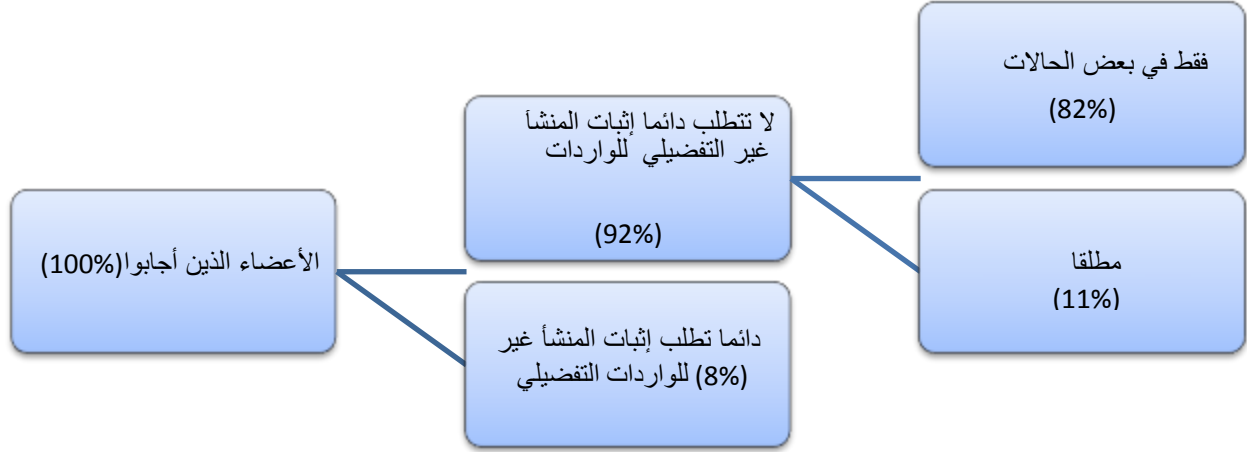 الأعضاء الذين أجابوا(100%)
لا تتطلب دائما إثبات المنشأ
غير التفضيلي للواردات
(92%)
دائما تطلب إثبات المنشأ غير
التفضيلي للواردات (8%)
فقط في بعض الحالات
(82%)
مطلقا
(11%)